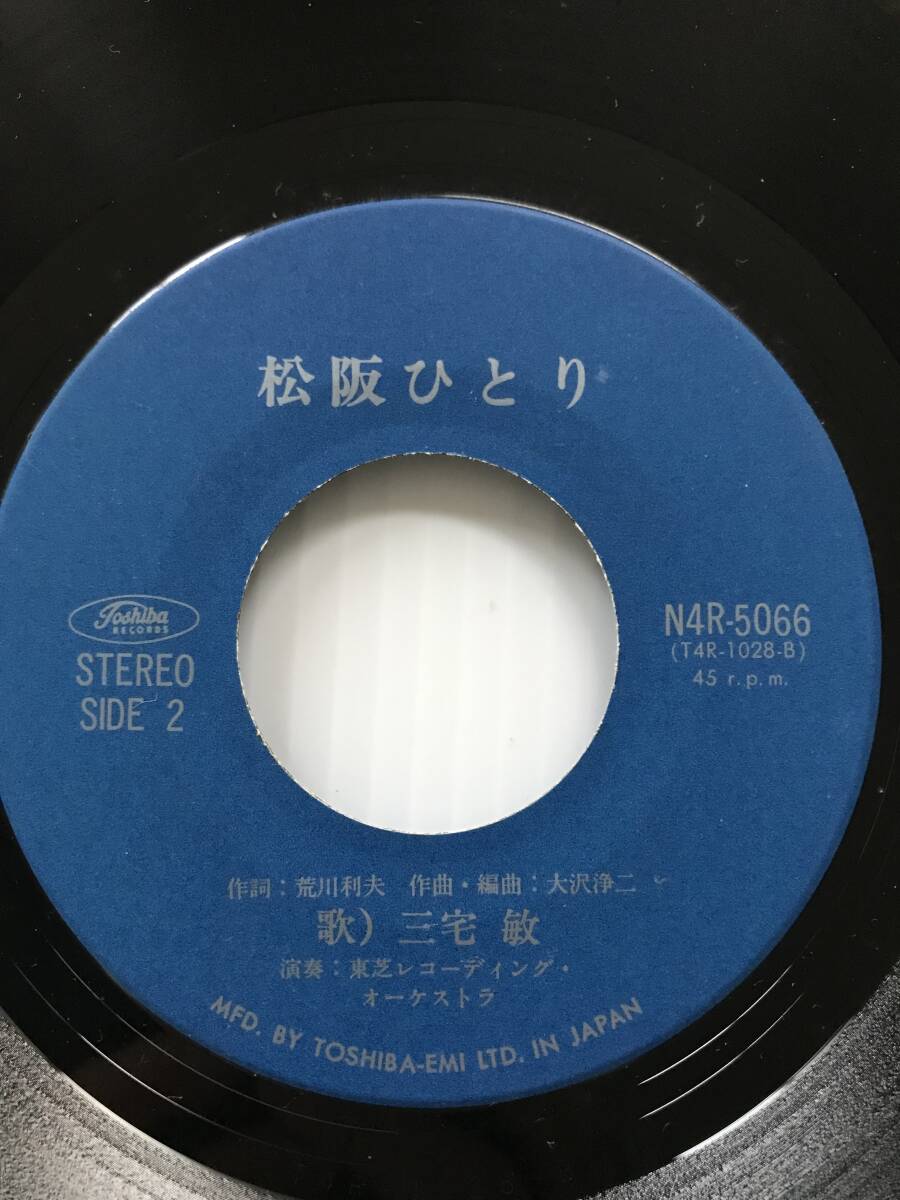 松阪ひとり
Toshiba
RECORDS
STEREO
SIDE 2
N4R-5066
(T4R-1028-B)
45 r.p.m.
作詞：荒川利夫 作曲・編曲：大沢浄二
歌）三宅 敏
演奏：東芝レコーディング・
オーケストラ
MFD. BY TOSHIBA-EMI LTD. IN JAPAN